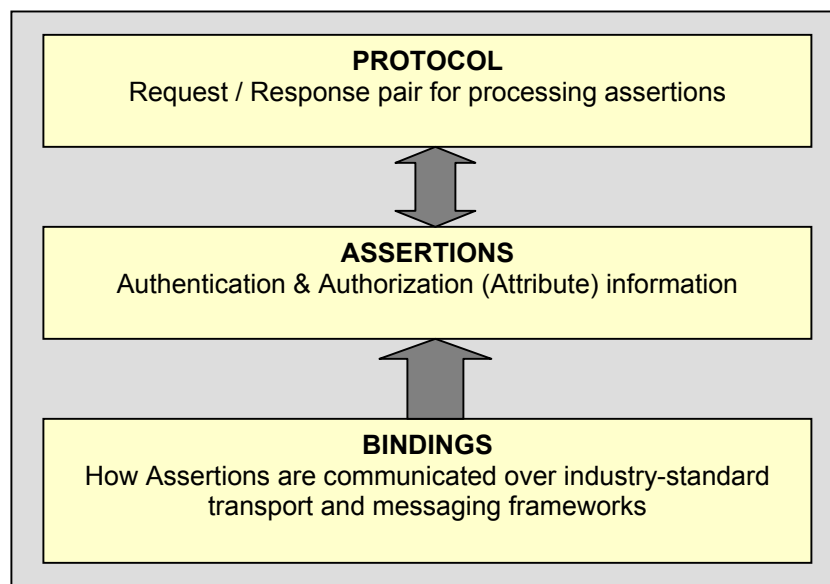 PROTOCOL
Request / Response pair for processing assertions
ASSERTIONS
Authentication & Authorization (Attribute) information
BINDINGS
How Assertions are communicated over industry-standard
transport and messaging frameworks